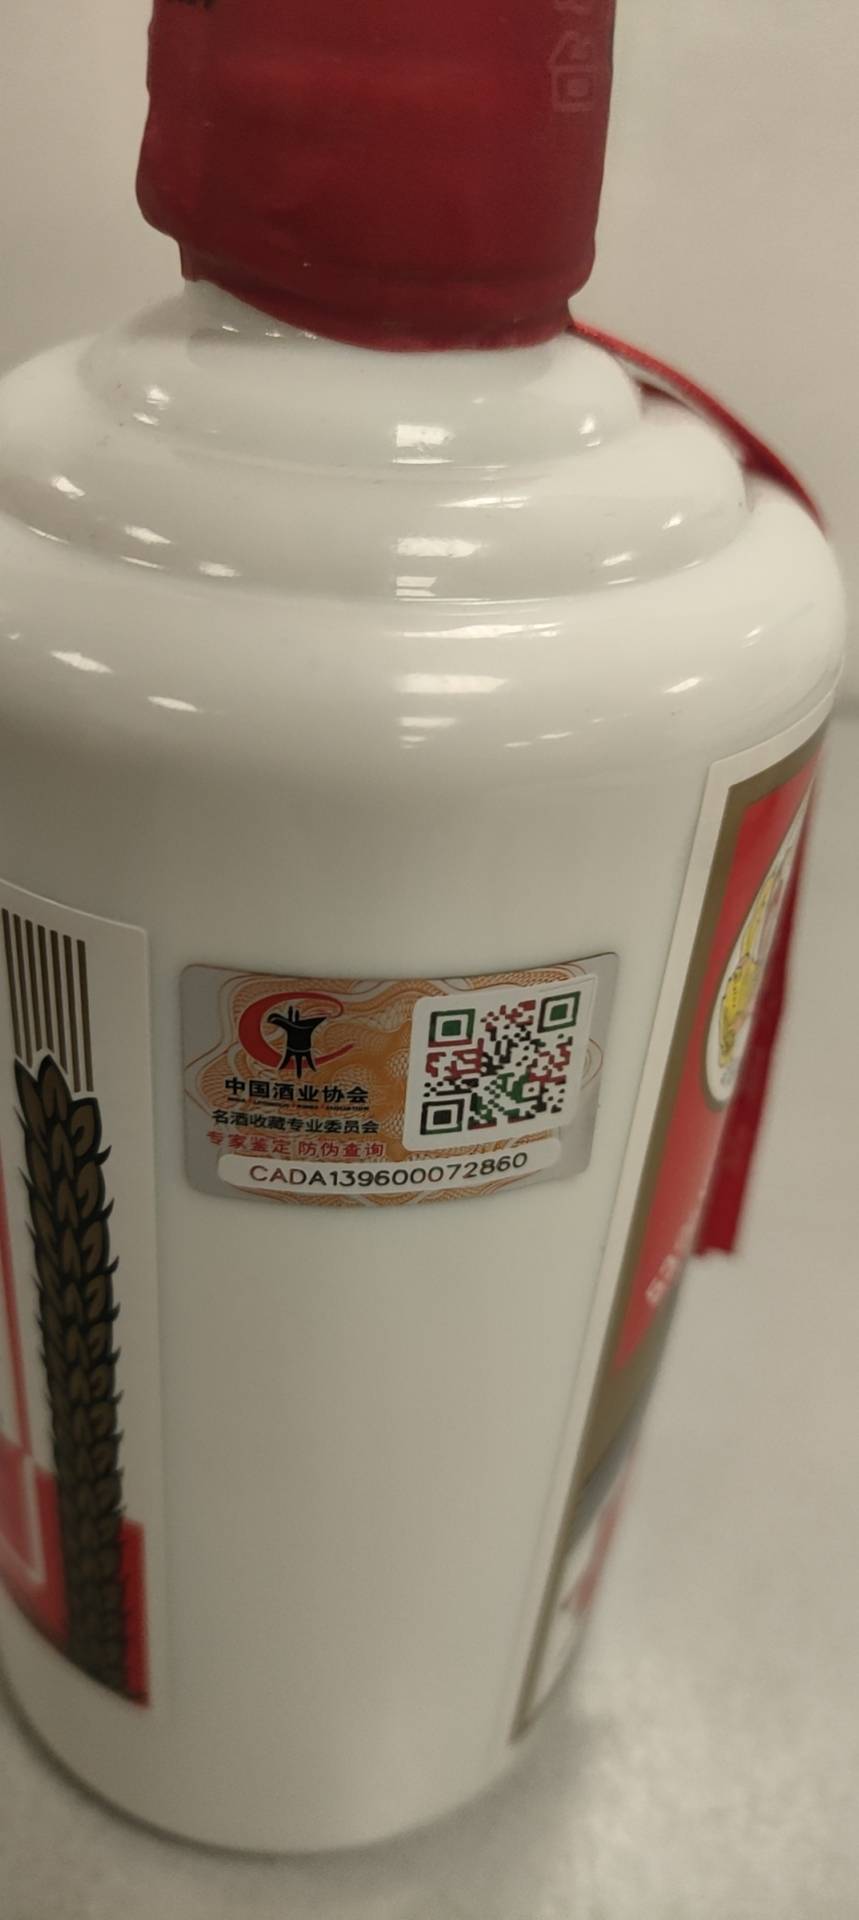 中国酒业协会
名酒收藏专业委员会
专家鉴定 防伪查询
CADA139600072860